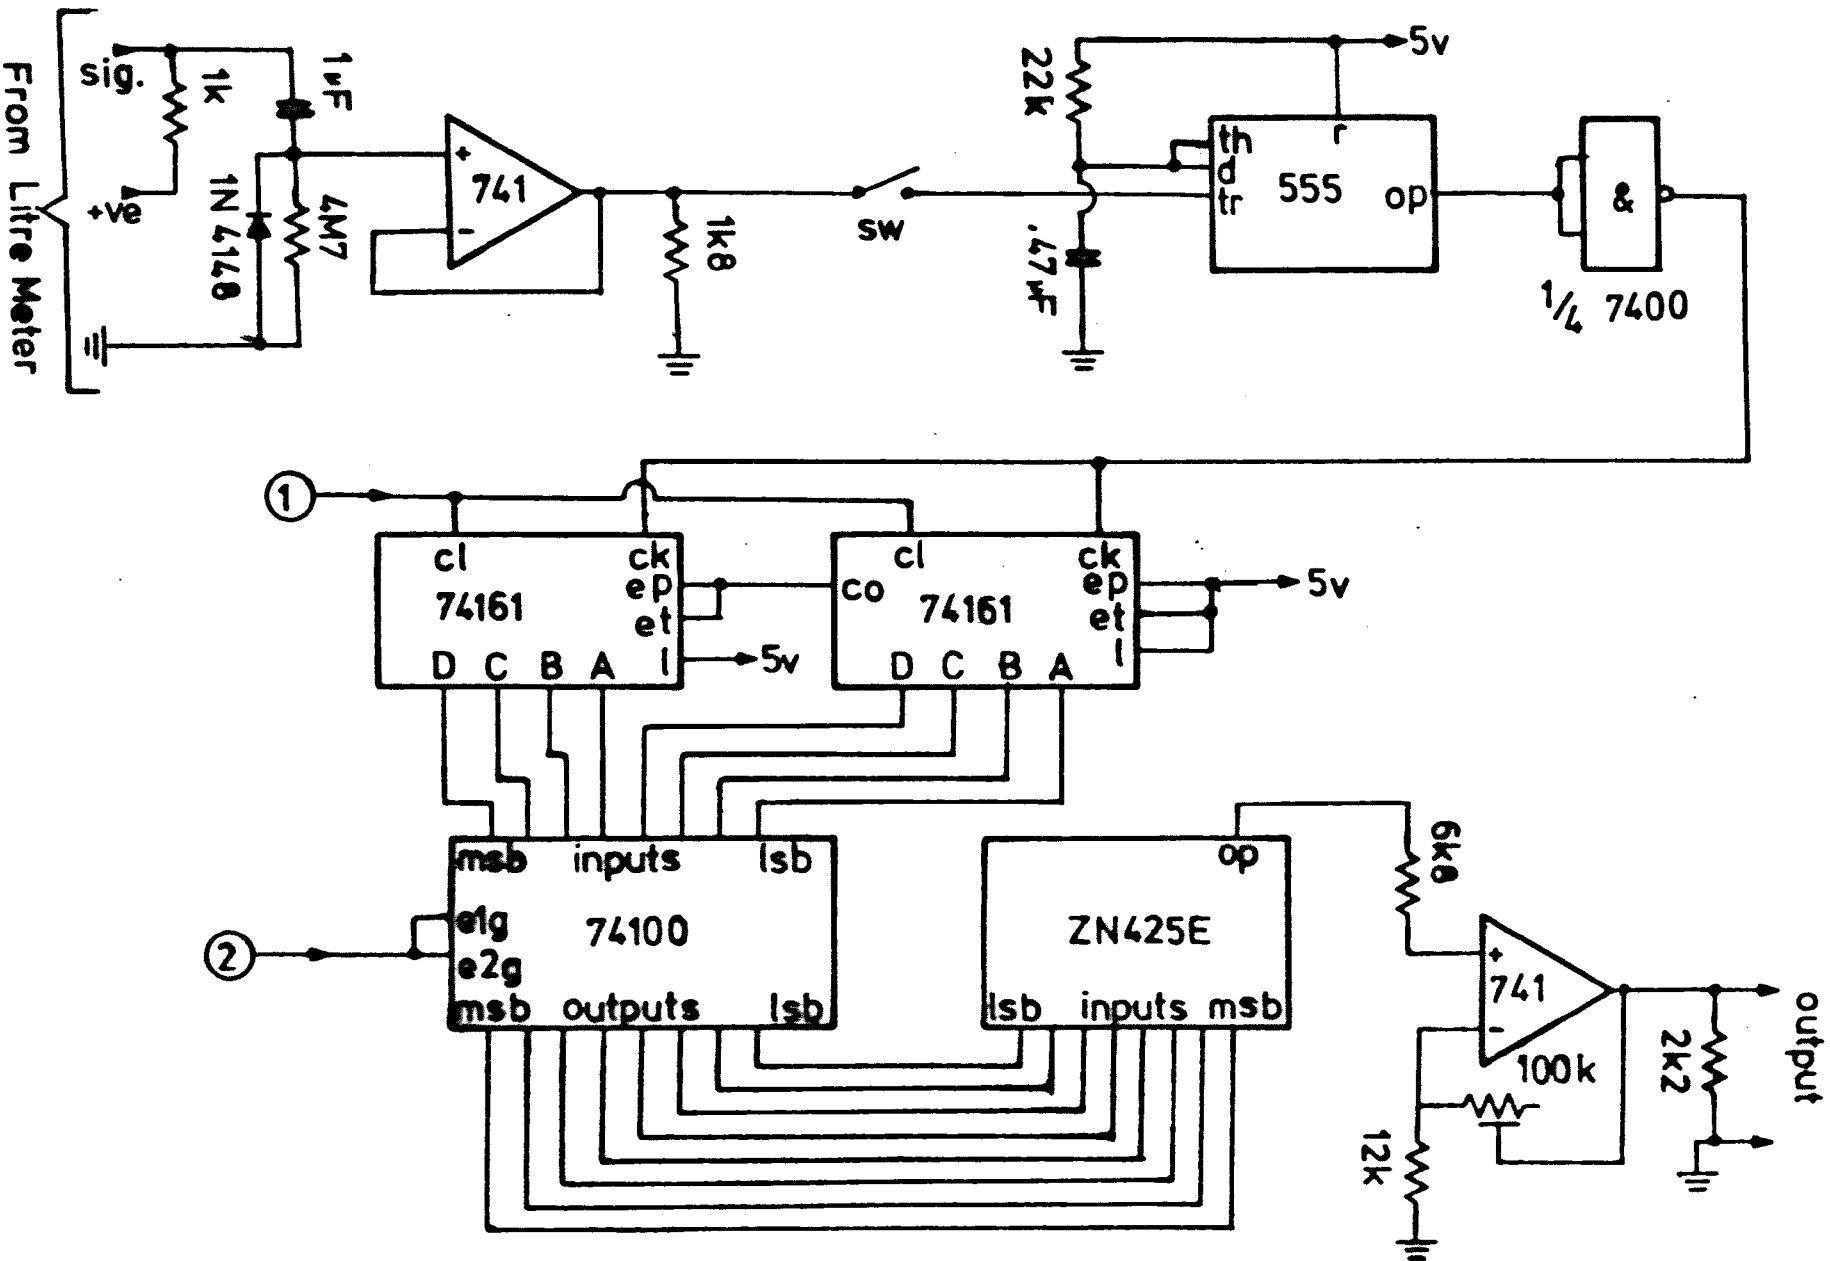 From Litre Meter
sig.
1k
1µF
+ve
1N4148
4M7
+
741
-
1k8
sw
22k
.47µF
5v
th
d
tr
r
555
op
&
1/4 7400
1
cl
ck
ep
et
l
74161
D C B A
5v
co
cl
ck
ep
et
l
74161
D C B A
5v
msb inputs lsb
2
e1g
e2g
74100
msb outputs lsb
op
ZN425E
lsb inputs msb
6k8
+
741
-
100k
12k
2k2
output